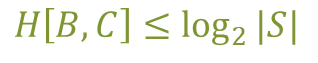 H[B, C] ≤ log₂ |S|